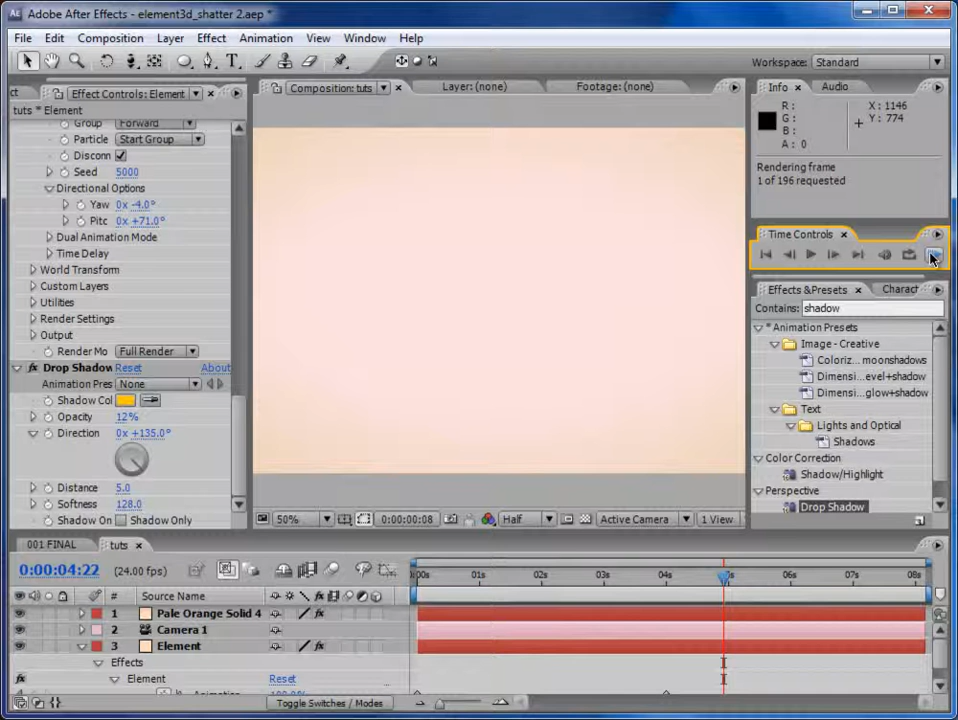 Adobe After Effects - element3d_shatter 2.aep *
File Edit Composition Layer Effect Animation View Window Help
Workspace: Standard
ct Effect Controls: Element
tuts * Element
Group Forward
Particle Start Group
Disconn
Seed 5000
Directional Options
Yaw 0x -4.0°
Pitc 0x +71.0°
Dual Animation Mode
Time Delay
World Transform
Custom Layers
Utilities
Render Settings
Output
Render Mo Full Render
fx Drop Shadow Reset About
Animation Pres None
Shadow Col
Opacity 12%
Direction 0x +135.0°
Distance 5.0
Softness 128.0
Shadow On Shadow Only
Composition: tuts Layer: (none) Footage: (none)
50% 0:00:00:08 Half Active Camera 1 View
Info Audio
R : X : 1146
G : Y : 774
B :
A : 0
Rendering frame
1 of 196 requested
Time Controls
Effects & Presets Charact
Contains: shadow
* Animation Presets
Image - Creative
Coloriz... moonshadows
Dimensi...evel+shadow
Dimensi...glow+shadow
Text
Lights and Optical
Shadows
Color Correction
Shadow/Highlight
Perspective
Drop Shadow
001 FINAL tuts
0:00:04:22 (24.00 fps)
:00s 01s 02s 03s 04s 05s 06s 07s 08s
# Source Name
1 Pale Orange Solid 4
2 Camera 1
3 Element
Effects
Element Reset
Toggle Switches / Modes